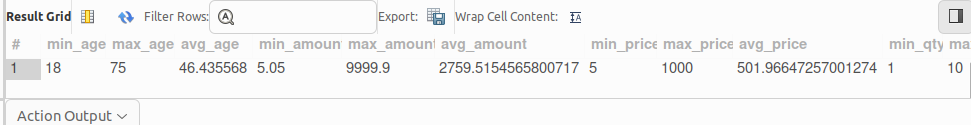 Result Grid Filter Rows: Export: Wrap Cell Content:
# min_age max_age avg_age min_amount max_amount avg_amount min_price max_price avg_price min_qty
1 18 75 46.435568 5.05 9999.9 2759.5154565800717 5 1000 501.96647257001274 1 10
Action Output